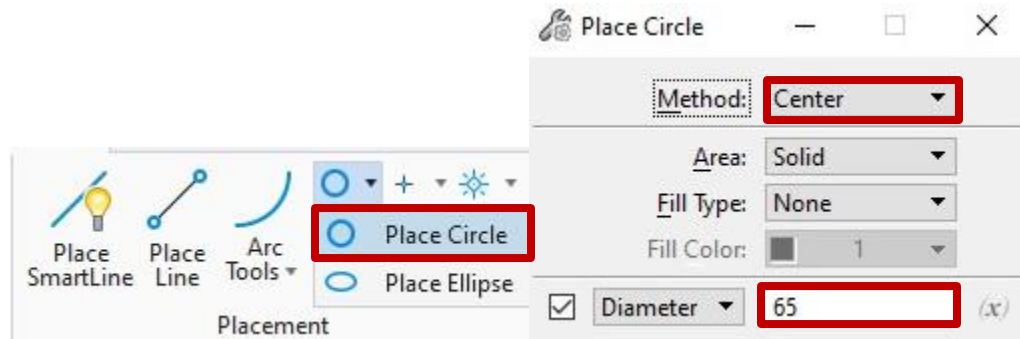 Place Circle
Method: Center
Area: Solid
Fill Type: None
Fill Color: 1
Diameter 65 (x)
Place SmartLine
Place Line
Arc Tools
Place Circle
Place Ellipse
Placement